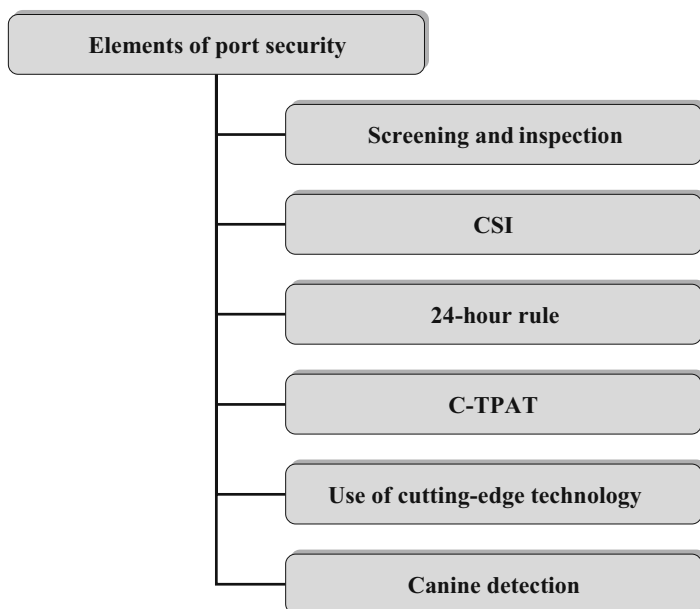 Elements of port security
Screening and inspection
CSI
24-hour rule
C-TPAT
Use of cutting-edge technology
Canine detection